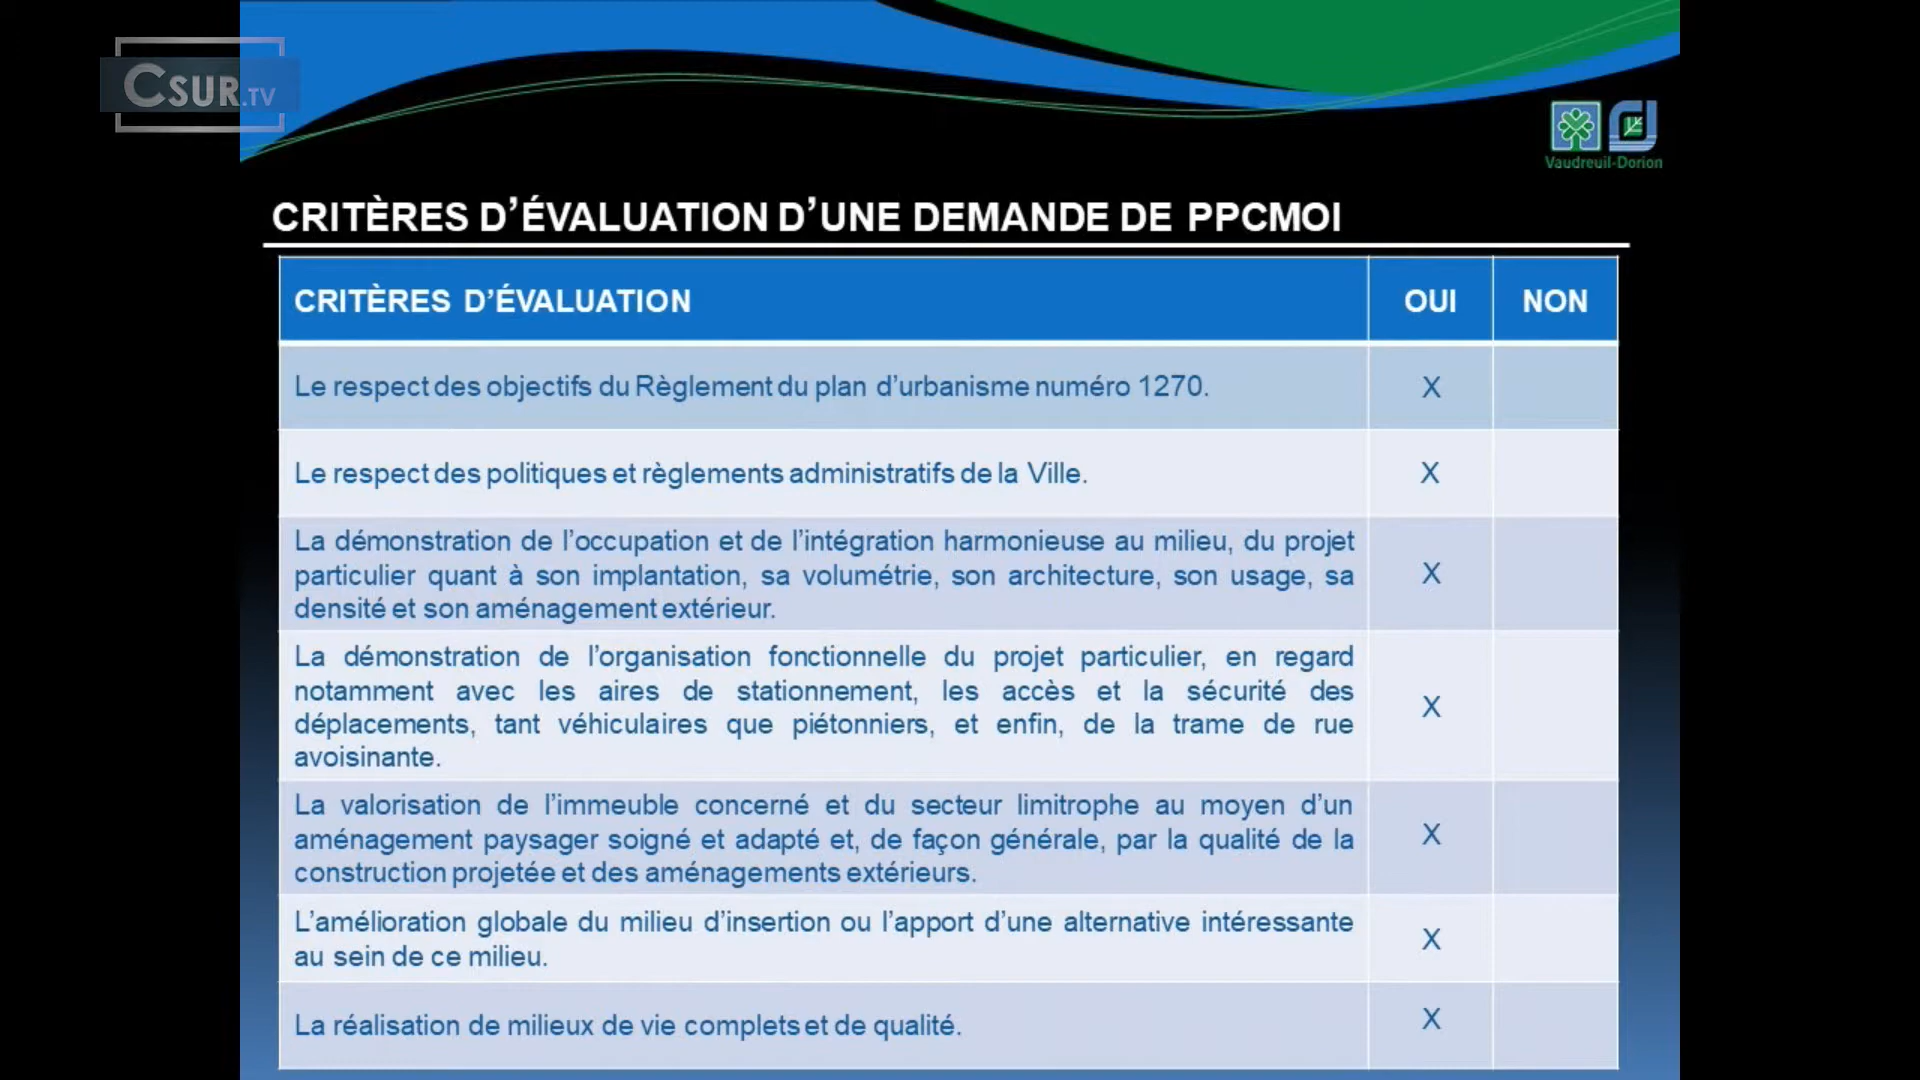 CSUR.TV
Vaudreuil-Dorion
CRITÈRES D’ÉVALUATION D’UNE DEMANDE DE PPCMOI
CRITÈRES D’ÉVALUATION OUI NON
Le respect des objectifs du Règlement du plan d’urbanisme numéro 1270. X
Le respect des politiques et règlements administratifs de la Ville. X
La démonstration de l’occupation et de l’intégration harmonieuse au milieu, du projet
particulier quant à son implantation, sa volumétrie, son architecture, son usage, sa
densité et son aménagement extérieur.
X
La démonstration de l’organisation fonctionnelle du projet particulier, en regard
notamment avec les aires de stationnement, les accès et la sécurité des
déplacements, tant véhiculaires que piétonniers, et enfin, de la trame de rue
avoisinante.
X
La valorisation de l’immeuble concerné et du secteur limitrophe au moyen d’un
aménagement paysager soigné et adapté et, de façon générale, par la qualité de la
construction projetée et des aménagements extérieurs.
X
L’amélioration globale du milieu d’insertion ou l’apport d’une alternative intéressante
au sein de ce milieu.
X
La réalisation de milieux de vie complets et de qualité. X